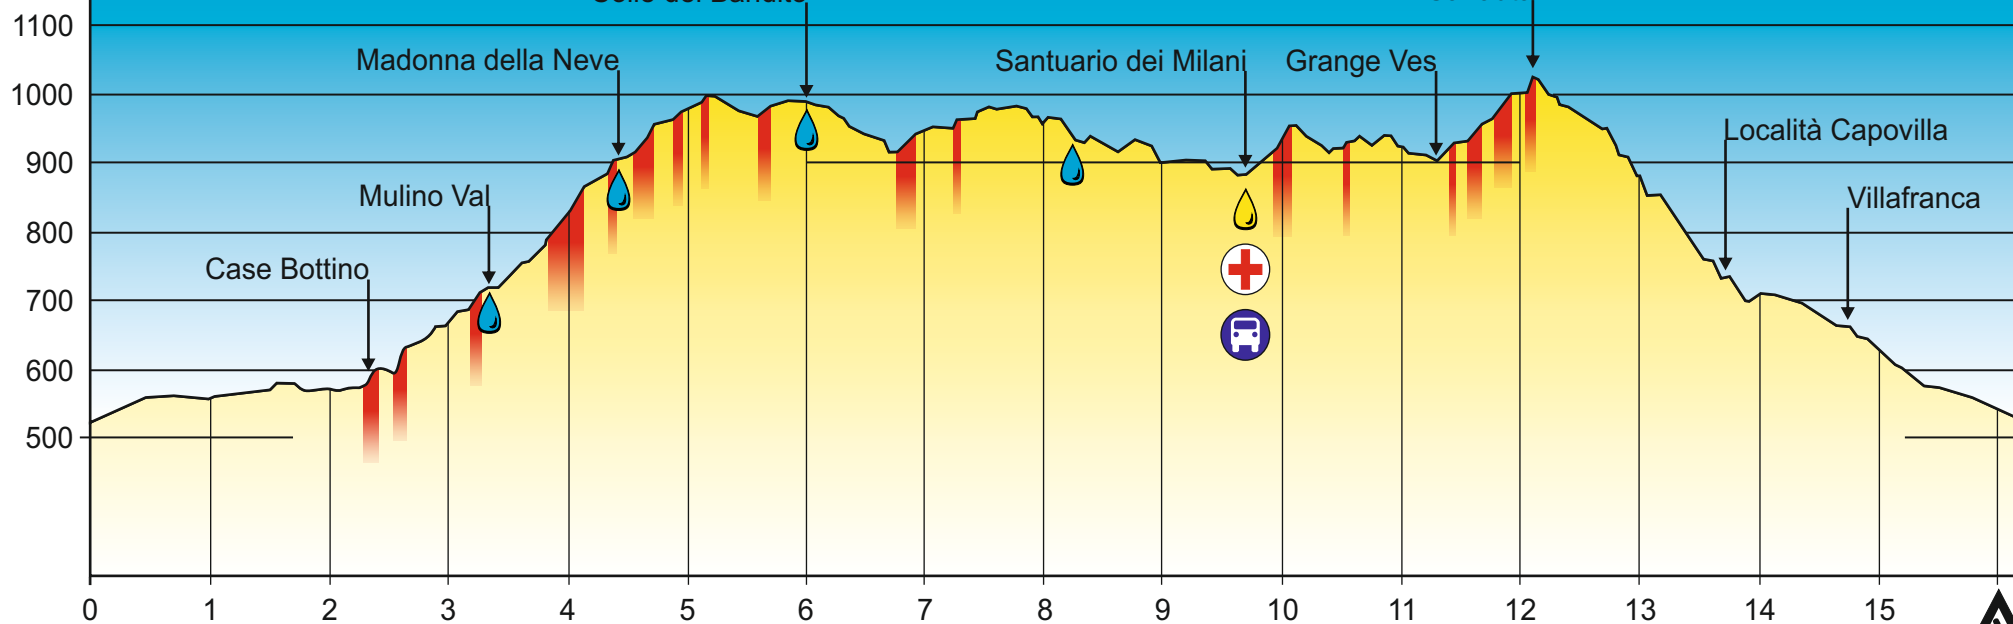 1100
Madonna della Neve
Santuario dei Milani
Grange Ves
1000
Località Capovilla
900
Mulino Val
Villafranca
800
Case Bottino
700
600
500
0 1 2 3 4 5 6 7 8 9 10 11 12 13 14 15